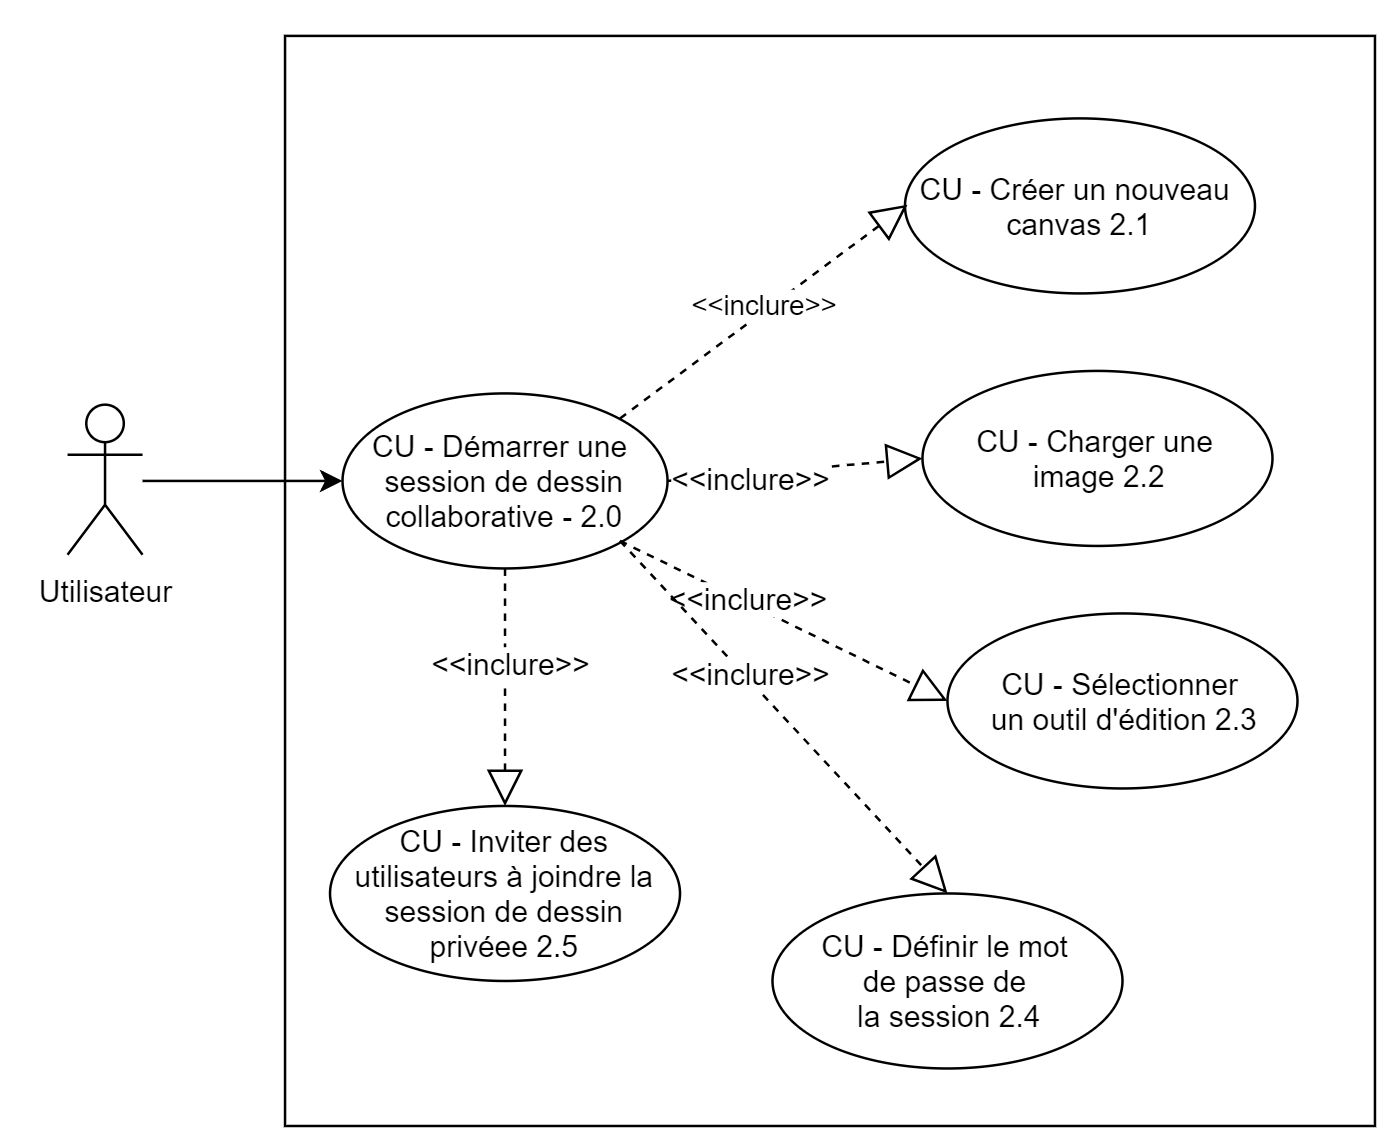 CU - Créer un nouveau
canvas 2.1
<<inclure>>
CU - Charger une
image 2.2
CU - Démarrer une
session de dessin
collaborative - 2.0
<<inclure>>
Utilisateur
<<inclure>>
<<inclure>>
<<inclure>>
CU - Sélectionner
un outil d'édition 2.3
CU - Inviter des
utilisateurs à joindre la
session de dessin
privéee 2.5
CU - Définir le mot
de passe de
la session 2.4